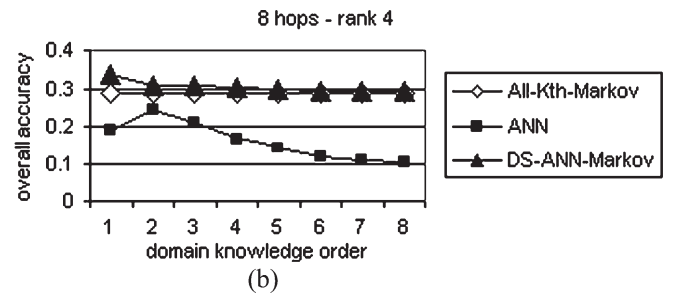 8 hops - rank 4
0.4
0.3
0.2
0.1
0
overall accuracy
1 2 3 4 5 6 7 8
domain knowledge order
All-Kth-Markov
ANN
DS-ANN-Markov
(b)